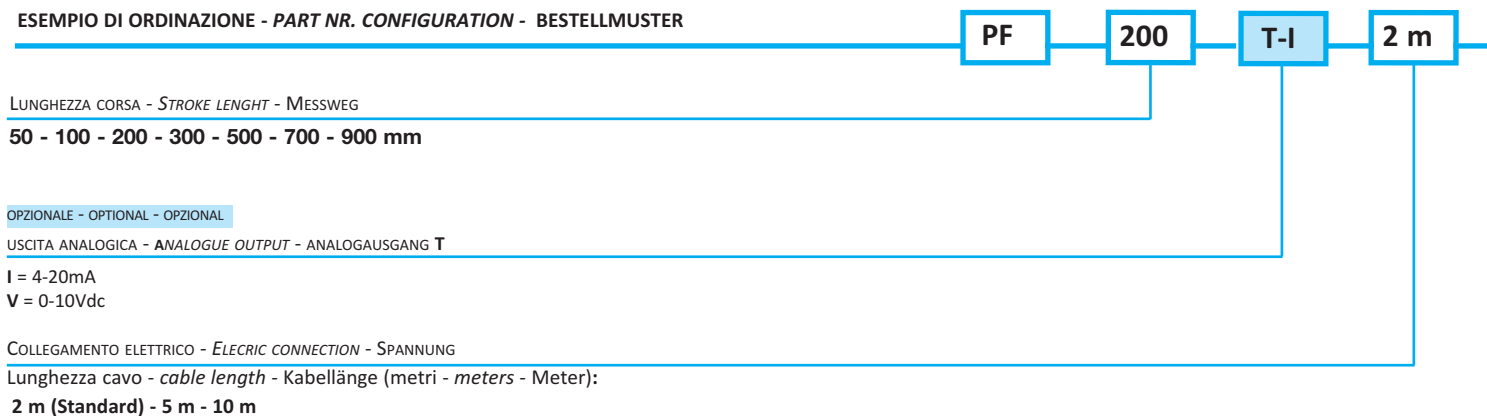 ESEMPIO DI ORDINAZIONE - PART NR. CONFIGURATION - BESTELLMUSTER
PF 200 T-I 2 m
LUNGHEZZA CORSA - STROKE LENGHT - MESSWEG
50 - 100 - 200 - 300 - 500 - 700 - 900 mm
OPZIONALE - OPTIONAL - OPZIONAL
USCITA ANALOGICA - ANALOGUE OUTPUT - ANALOGAUSGANG T
I = 4-20mA
V = 0-10Vdc
COLLEGAMENTO ELETTRICO - ELECRIC CONNECTION - SPANNUNG
Lunghezza cavo - cable length - Kabellänge (metri - meters - Meter):
2 m (Standard) - 5 m - 10 m